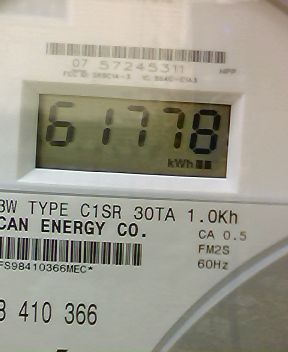 07 57245311
61778
kWh
3W TYPE C1SR 30TA 1.0Kh
CAN ENERGY CO.
CA 0.5
FM2S
60Hz
FS98410366MEC*
410 366